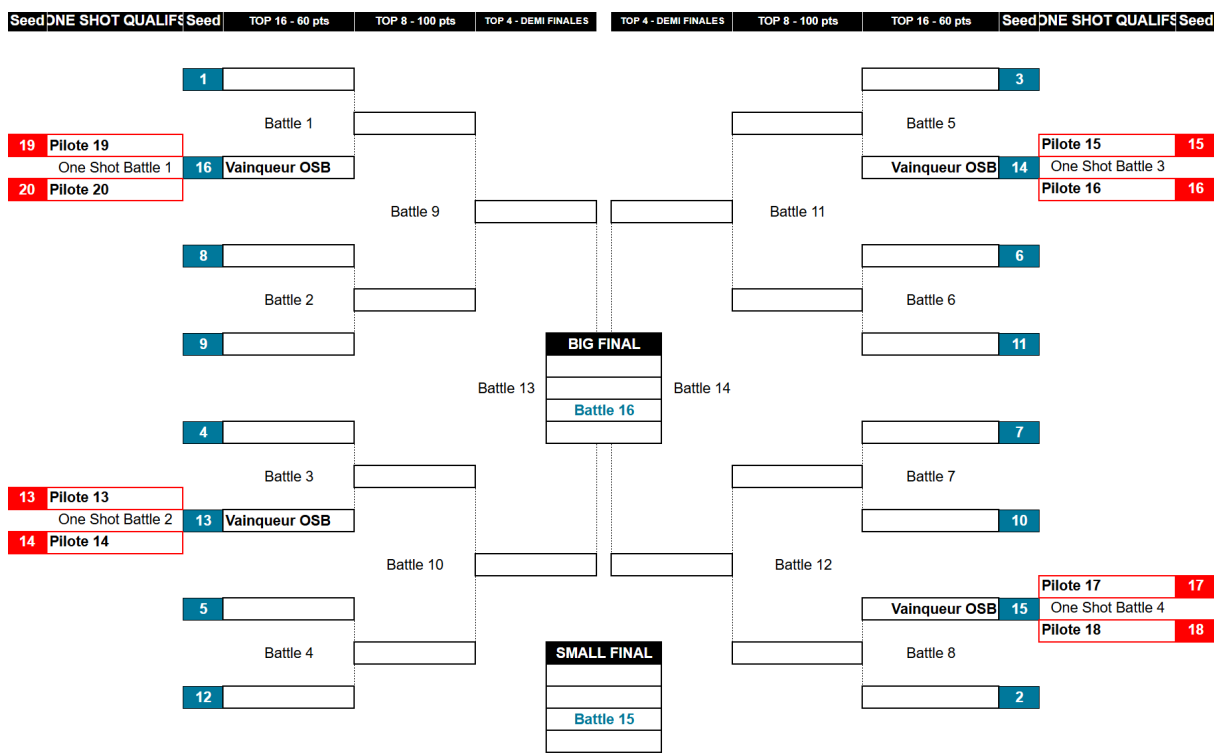 Seed ONE SHOT QUALIFS Seed TOP 16 - 60 pts TOP 8 - 100 pts TOP 4 - DEMI FINALES TOP 4 - DEMI FINALES TOP 8 - 100 pts TOP 16 - 60 pts Seed ONE SHOT QUALIFS Seed
1 3
Battle 1 Battle 5
19 Pilote 19 Pilote 15 15
One Shot Battle 1 16 Vainqueur OSB Vainqueur OSB 14 One Shot Battle 3
20 Pilote 20 Pilote 16 16
Battle 9 Battle 11
8 6
Battle 2 Battle 6
9 BIG FINAL 11
Battle 13 Battle 14
Battle 16
4 7
Battle 3 Battle 7
13 Pilote 13
One Shot Battle 2 13 Vainqueur OSB 10
14 Pilote 14
Battle 10 Battle 12
Pilote 17 17
5 Vainqueur OSB 15 One Shot Battle 4
Pilote 18 18
Battle 4 SMALL FINAL Battle 8
12 2
Battle 15